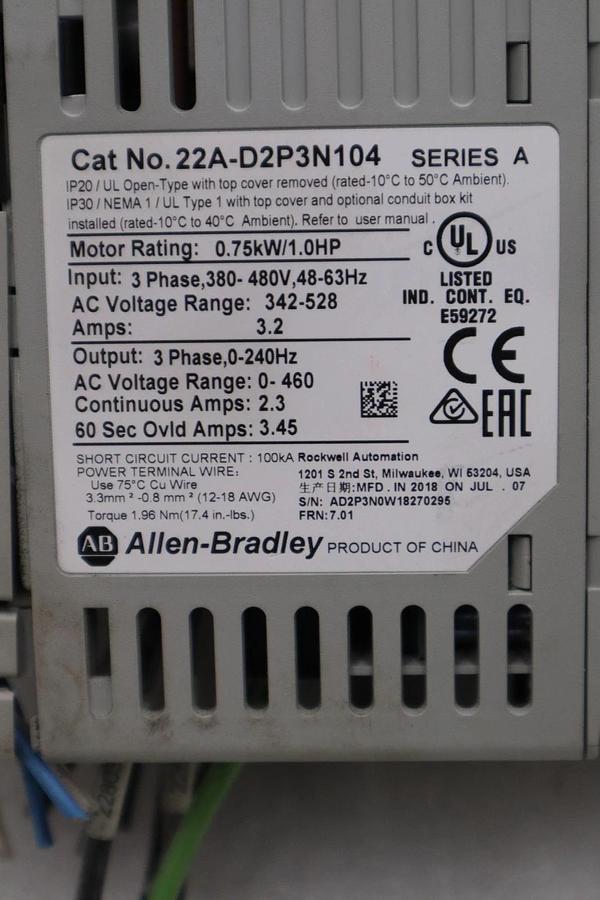 Cat No. 22A-D2P3N104 SERIES A
IP20 / UL Open-Type with top cover removed (rated-10°C to 50°C Ambient).
IP30 / NEMA 1 / UL Type 1 with top cover and optional conduit box kit
installed (rated-10°C to 40°C Ambient). Refer to user manual .
Motor Rating: 0.75kW/1.0HP
Input: 3 Phase,380- 480V,48-63Hz
AC Voltage Range: 342-528
Amps: 3.2
C UL US
LISTED
IND. CONT. EQ.
E59272
CE
EAC
Output: 3 Phase,0-240Hz
AC Voltage Range: 0- 460
Continuous Amps: 2.3
60 Sec Ovld Amps: 3.45
SHORT CIRCUIT CURRENT : 100kA
POWER TERMINAL WIRE:
Use 75°C Cu Wire
3.3mm ² -0.8 mm ² (12-18 AWG)
Torque 1.96 Nm(17.4 in.-lbs.)
Rockwell Automation
1201 S 2nd St, Milwaukee, WI 53204, USA
生产日期:MFD. IN 2018 ON JUL . 07
S/N: AD2P3N0W18270295
FRN:7.01
AB Allen-Bradley PRODUCT OF CHINA